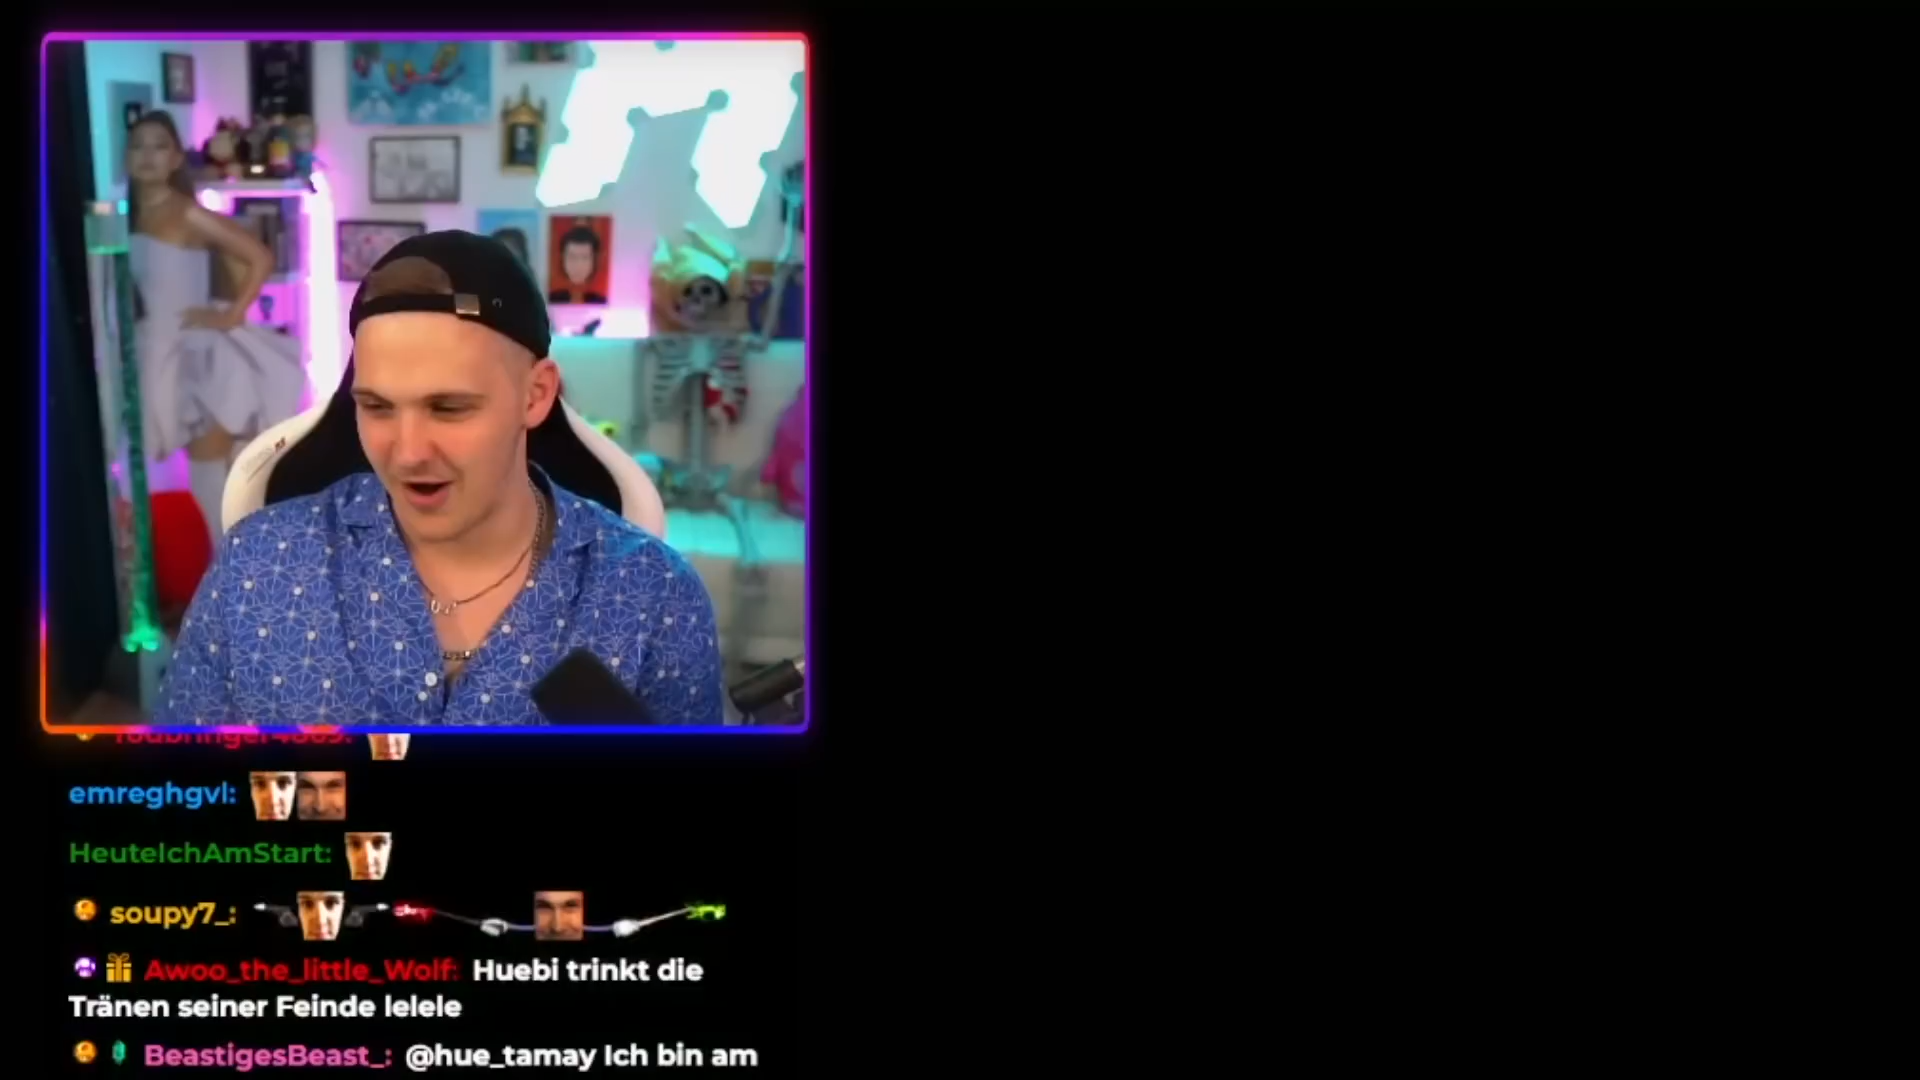 emreghgvl:
HeuteIchAmStart:
soupy7_:
Awoo_the_little_Wolf: Huebi trinkt die
Tränen seiner Feinde lelele
BeastigesBeast_: @hue_tamay Ich bin am